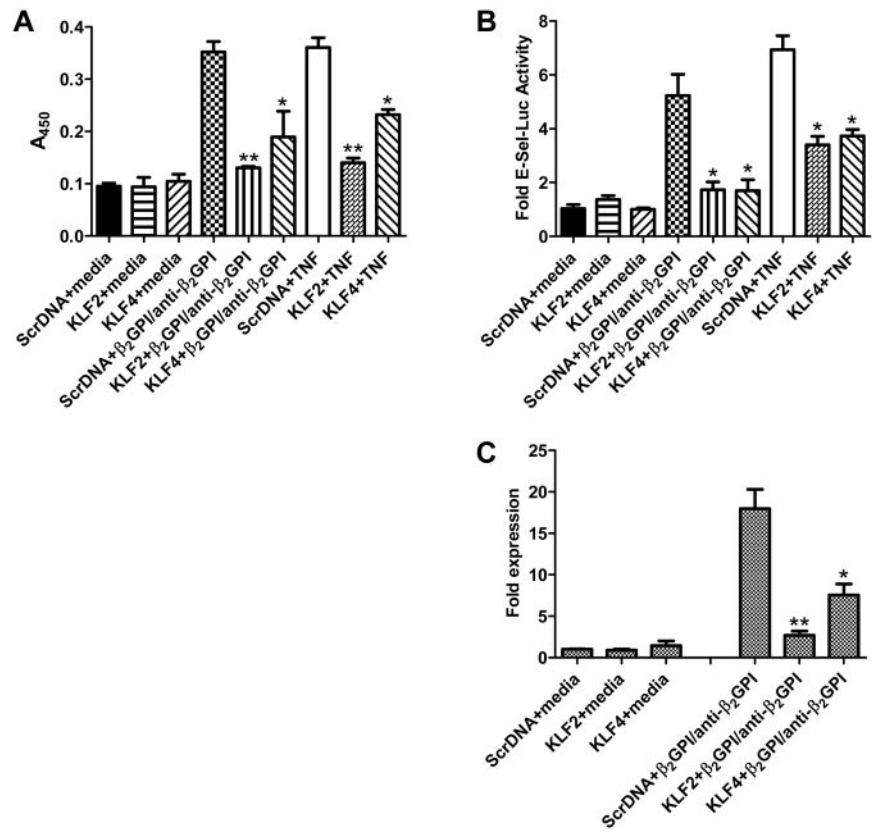 A
A450
0.4
0.3
0.2
0.1
0.0
**
*
**
*
ScrDNA+media
KLF2+media
KLF4+media
ScrDNA+β2GPI/anti-β2GPI
KLF2+β2GPI/anti-β2GPI
KLF4+β2GPI/anti-β2GPI
ScrDNA+TNF
KLF2+TNF
KLF4+TNF
B
Fold E-Sel-Luc Activity
8
6
4
2
0
*
*
*
*
ScrDNA+media
KLF2+media
KLF4+media
ScrDNA+β2GPI/anti-β2GPI
KLF2+β2GPI/anti-β2GPI
KLF4+β2GPI/anti-β2GPI
ScrDNA+TNF
KLF2+TNF
KLF4+TNF
C
Fold expression
25
20
15
10
5
0
**
*
ScrDNA+media
KLF2+media
KLF4+media
ScrDNA+β2GPI/anti-β2GPI
KLF2+β2GPI/anti-β2GPI
KLF4+β2GPI/anti-β2GPI